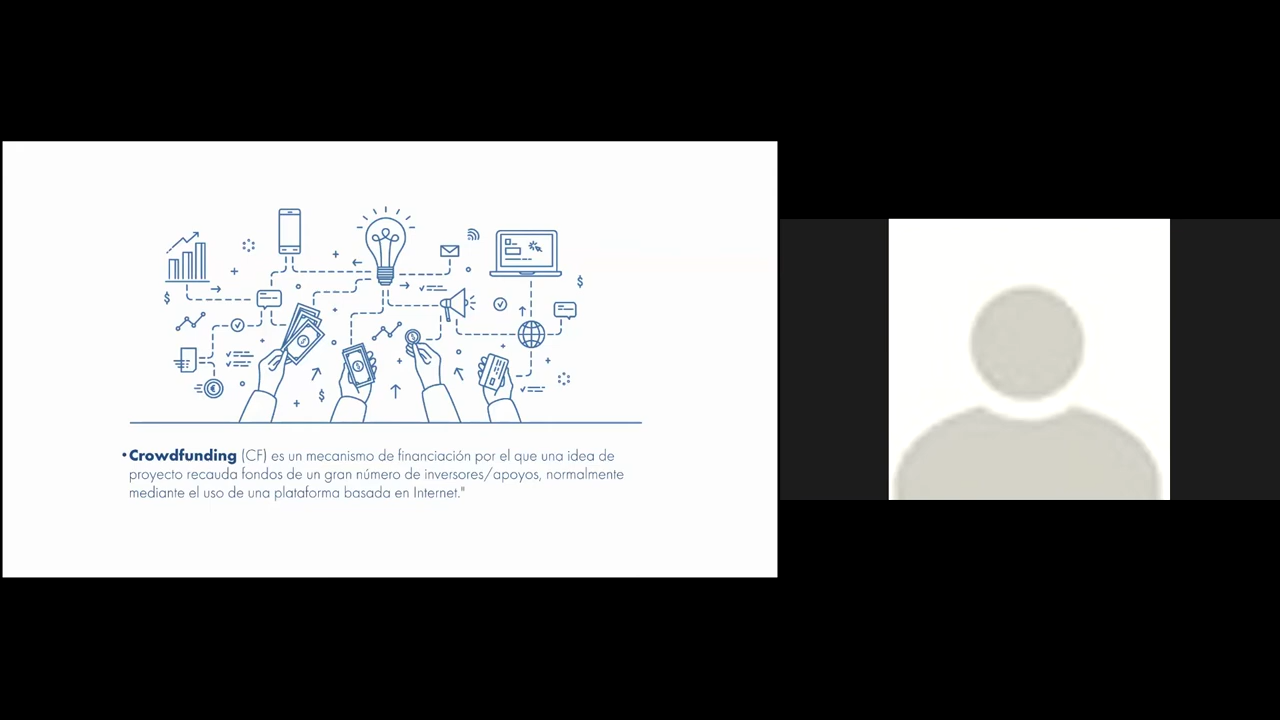 •Crowdfunding (CF) es un mecanismo de financiación por el que una idea de
proyecto recauda fondos de un gran número de inversores/apoyos, normalmente
mediante el uso de una plataforma basada en Internet."